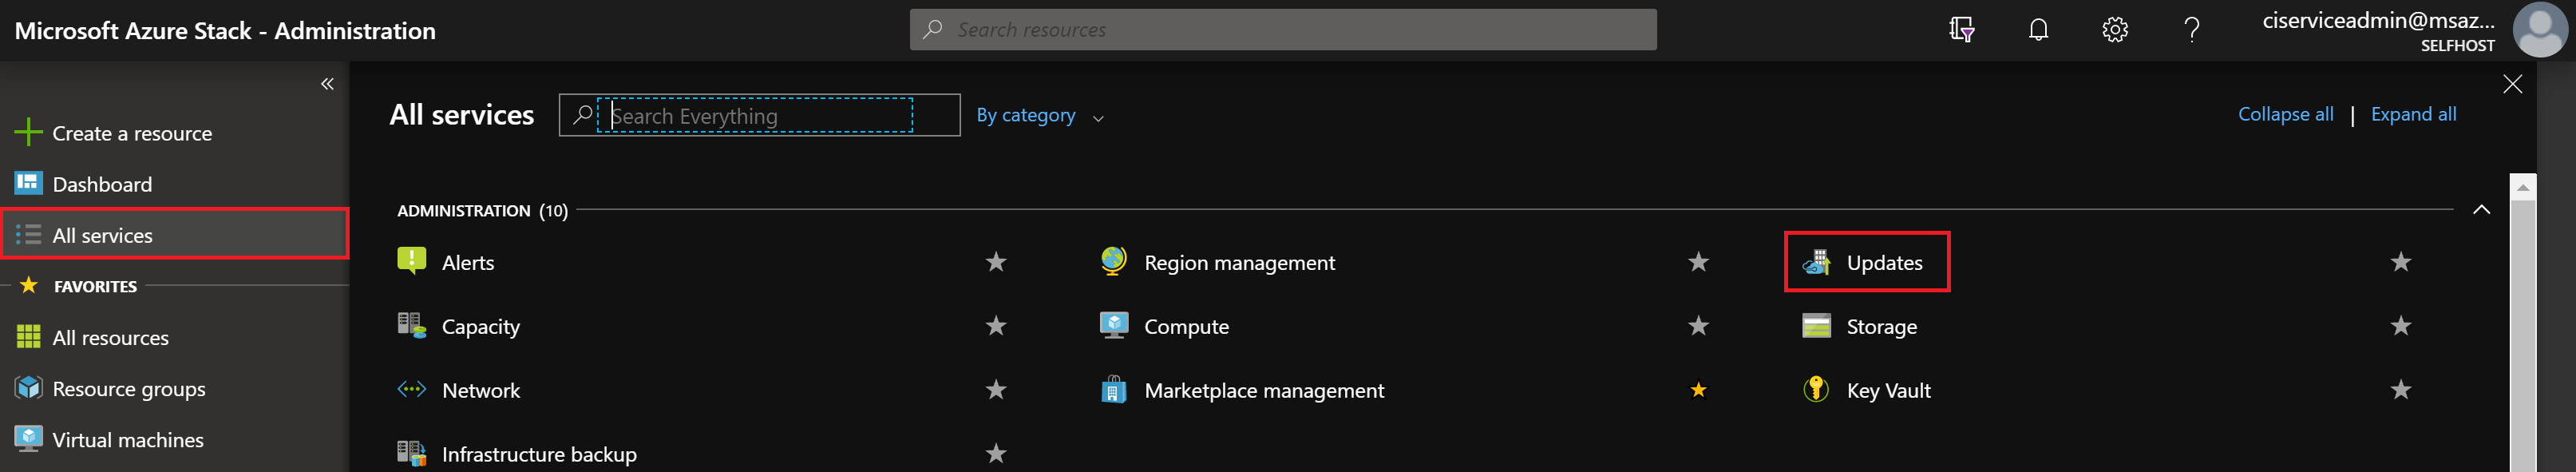 Microsoft Azure Stack - Administration
Search resources
ciserviceadmin@msaz...
SELFHOST
Create a resource
Dashboard
All services
FAVORITES
All resources
Resource groups
Virtual machines
All services
Search Everything
By category
Collapse all | Expand all
ADMINISTRATION (10)
Alerts
Region management
Updates
Capacity
Compute
Storage
Network
Marketplace management
Key Vault
Infrastructure backup